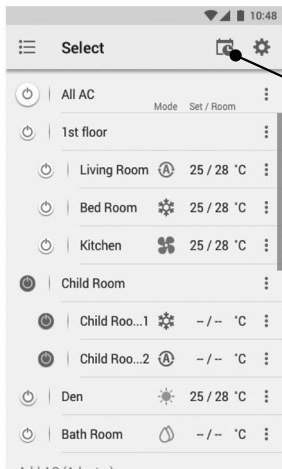 10:48
Select
All AC
Mode Set / Room
1st floor
Living Room A 25 / 28 °C
Bed Room 25 / 28 °C
Kitchen 25 / 28 °C
Child Room
Child Roo...1 -- / -- °C
Child Roo...2 A -- / -- °C
Den 25 / 28 °C
Bath Room -- / -- °C